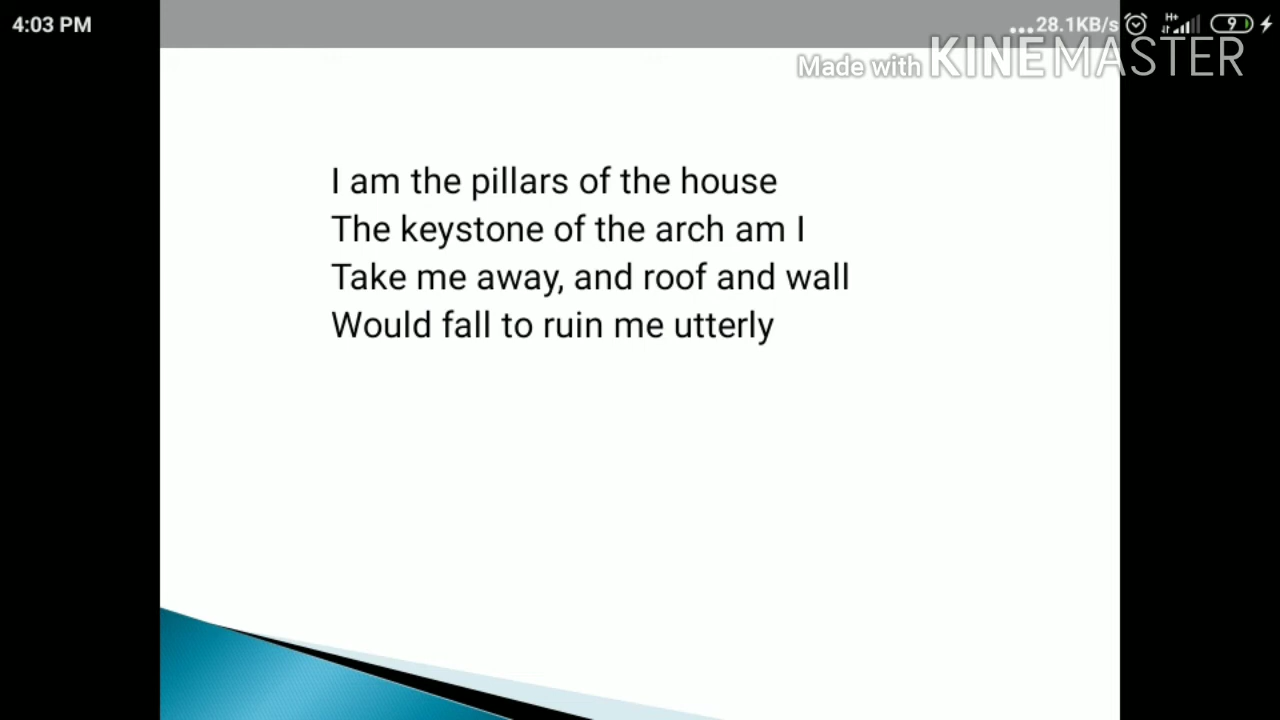 4:03 PM
...28.1KB/s H+ 9
Made with KINEMASTER
I am the pillars of the house
The keystone of the arch am I
Take me away, and roof and wall
Would fall to ruin me utterly